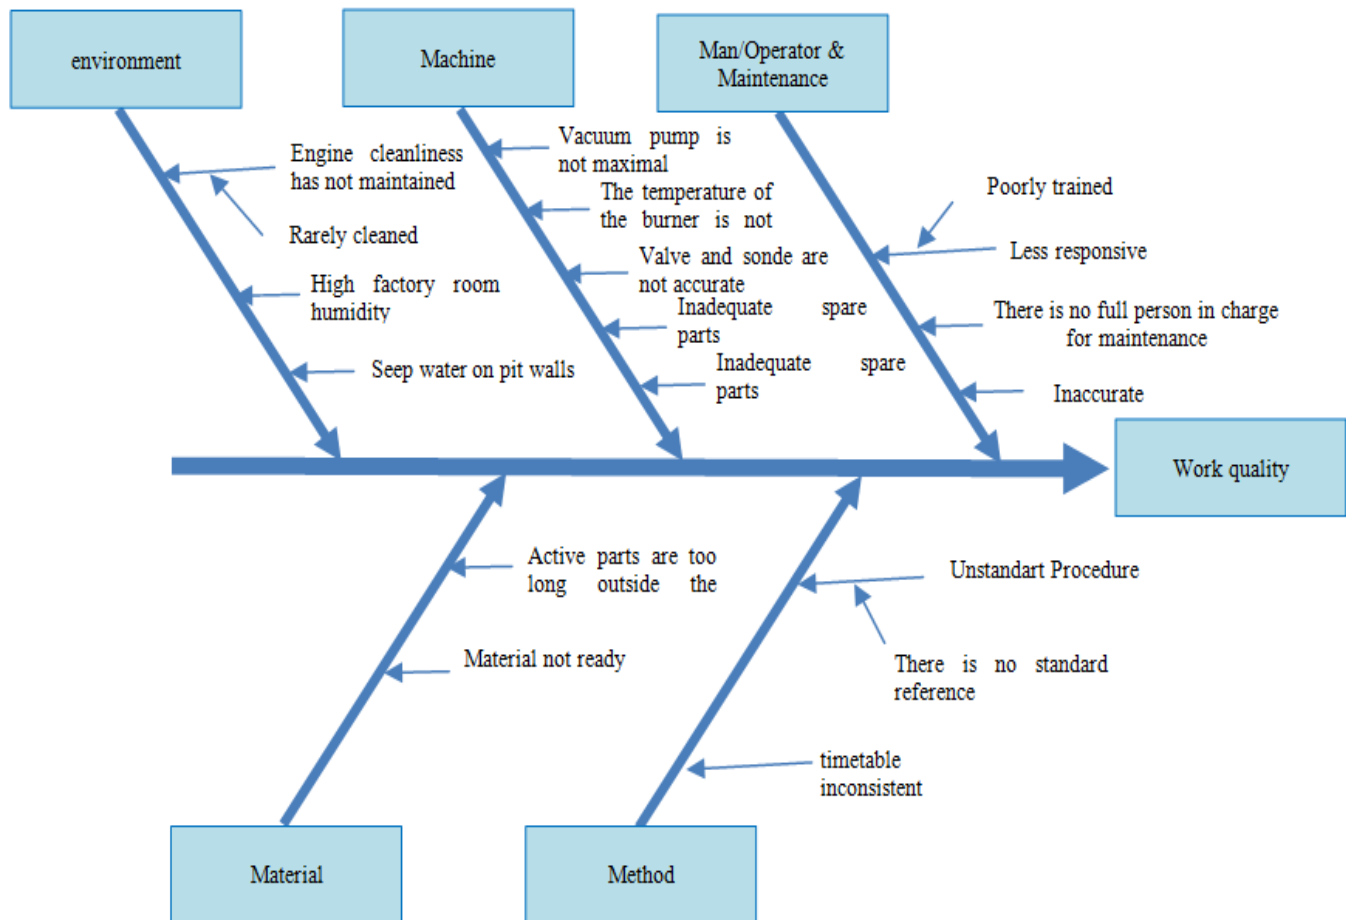 environment
Machine
Man/Operator &
Maintenance
Engine cleanliness
has not maintained
Rarely cleaned
High factory room
humidity
Seep water on pit walls
Vacuum pump is
not maximal
The temperature of
the burner is not
Valve and sonde are
not accurate
Inadequate spare
parts
Inadequate spare
parts
Poorly trained
Less responsive
There is no full person in charge
for maintenance
Inaccurate
Work quality
Active parts are too
long outside the
Material not ready
Unstandart Procedure
There is no standard
reference
timetable
inconsistent
Material
Method